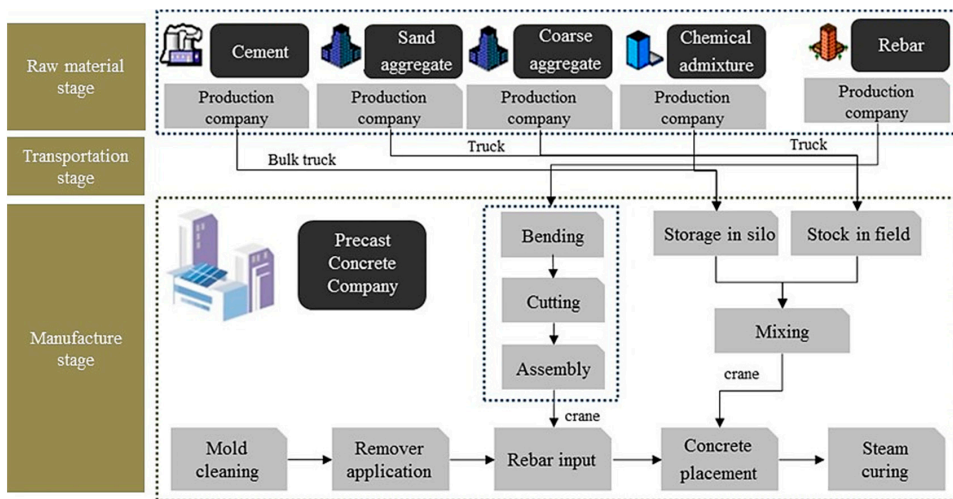 Raw material
stage
Cement
Sand
aggregate
Coarse
aggregate
Chemical
admixture
Rebar
Production
company
Production
company
Production
company
Production
company
Production
company
Transportation
stage
Bulk truck
Truck
Truck
Manufacture
stage
Precast
Concrete
Company
Bending
Storage in silo
Stock in field
Cutting
Mixing
Assembly
crane
crane
Mold
cleaning
Remover
application
Rebar input
Concrete
placement
Steam
curing